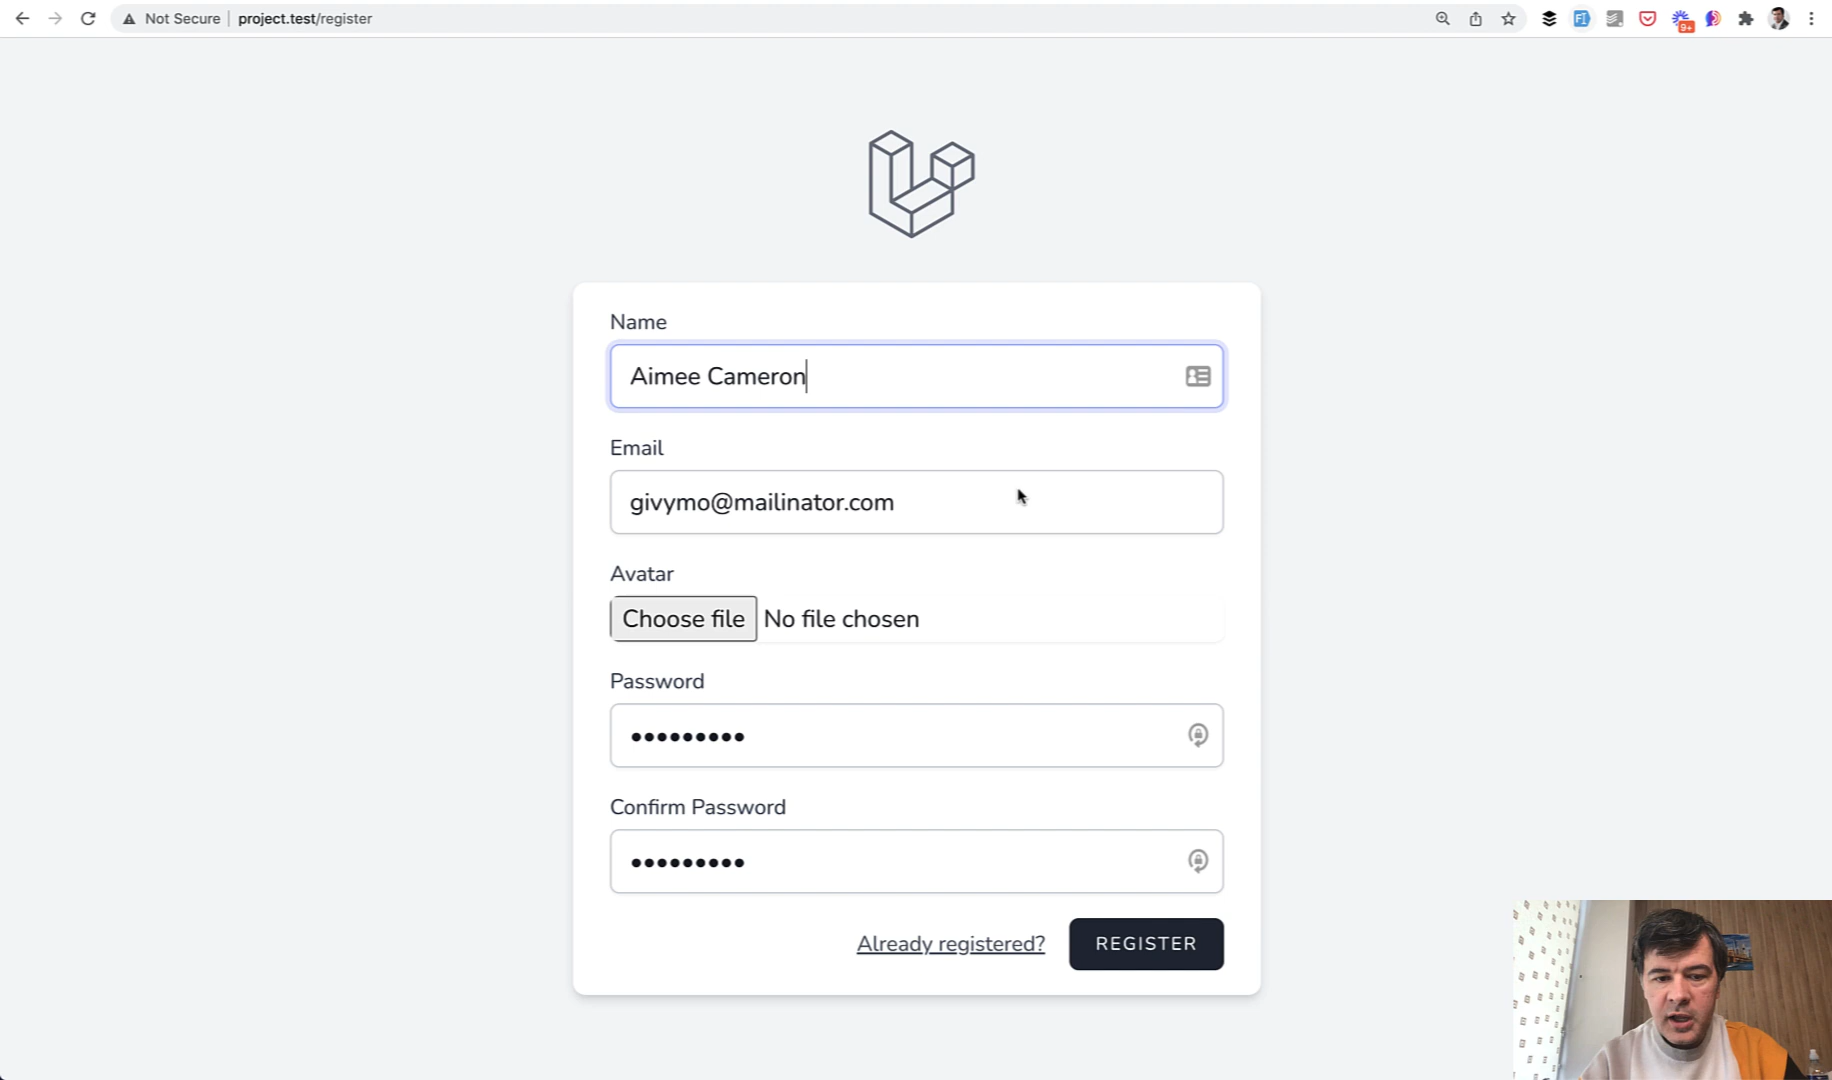 Not Secure project.test/register
9+
Name
Aimee Cameron
Email
givymo@mailinator.com
Avatar
Choose file No file chosen
Password
•••••••••
Confirm Password
•••••••••
Already registered? REGISTER